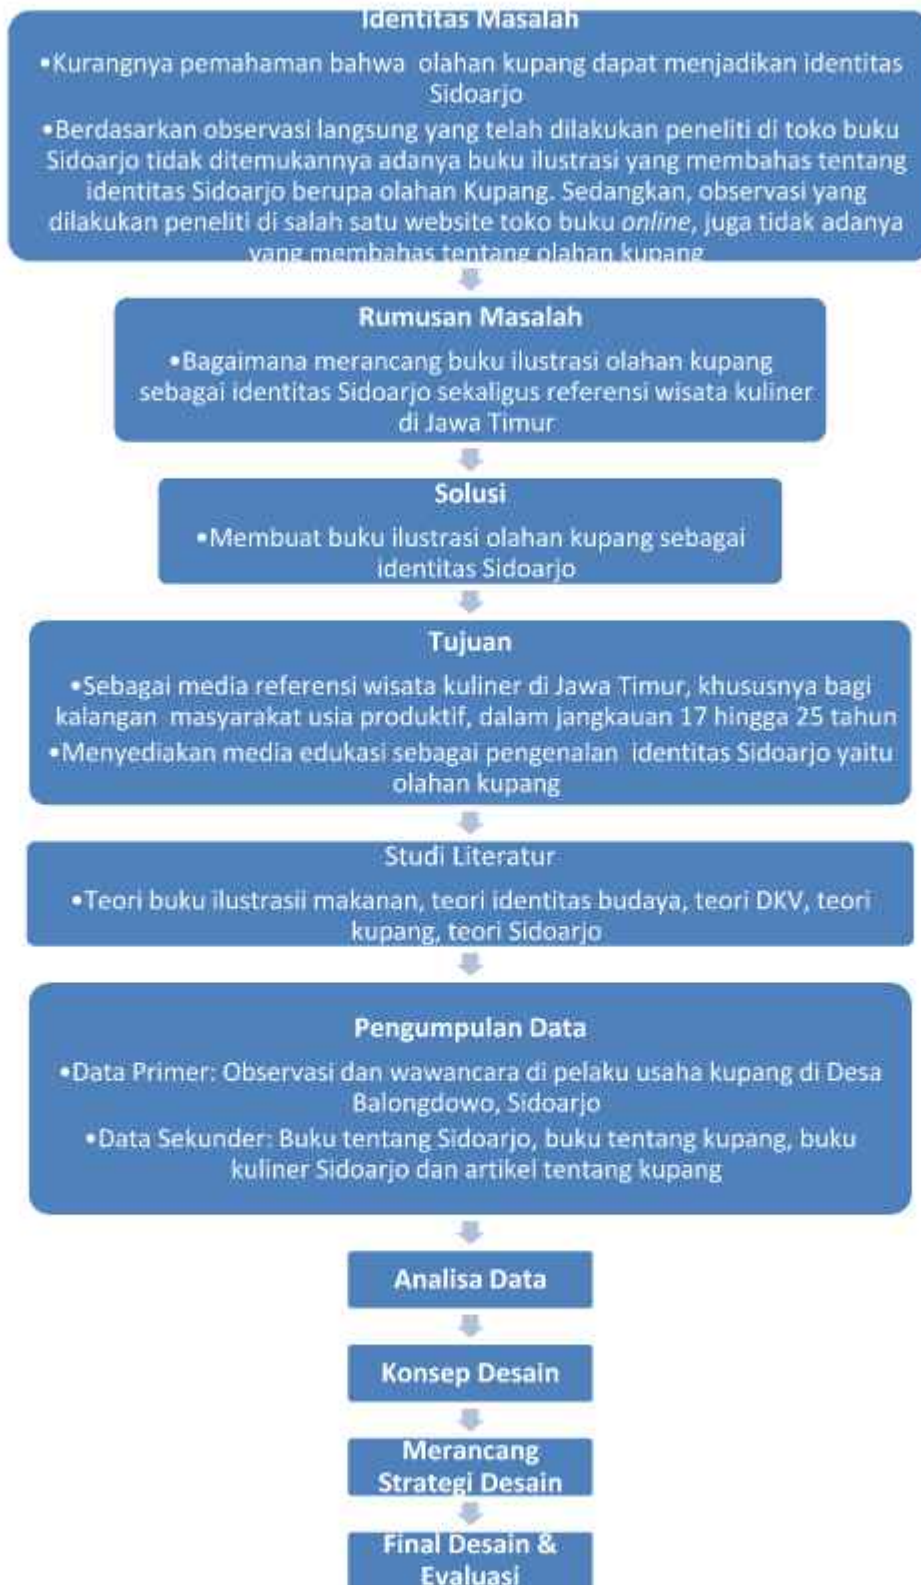 Identitas Masalah
•Kurangnya pemahaman bahwa olahan kupang dapat menjadikan identitas
Sidoarjo
•Berdasarkan observasi langsung yang telah dilakukan peneliti di toko buku
Sidoarjo tidak ditemukannya adanya buku ilustrasi yang membahas tentang
identitas Sidoarjo berupa olahan Kupang. Sedangkan, observasi yang
dilakukan peneliti di salah satu website toko buku online, juga tidak adanya
yang membahas tentang olahan kupang
Rumusan Masalah
•Bagaimana merancang buku ilustrasi olahan kupang
sebagai identitas Sidoarjo sekaligus referensi wisata kuliner
di Jawa Timur
Solusi
•Membuat buku ilustrasi olahan kupang sebagai
identitas Sidoarjo
Tujuan
•Sebagai media referensi wisata kuliner di Jawa Timur, khususnya bagi
kalangan masyarakat usia produktif, dalam jangkauan 17 hingga 25 tahun
•Menyediakan media edukasi sebagai pengenalan identitas Sidoarjo yaitu
olahan kupang
Studi Literatur
•Teori buku ilustrasii makanan, teori identitas budaya, teori DKV, teori
kupang, teori Sidoarjo
Pengumpulan Data
•Data Primer: Observasi dan wawancara di pelaku usaha kupang di Desa
Balongdowo, Sidoarjo
•Data Sekunder: Buku tentang Sidoarjo, buku tentang kupang, buku
kuliner Sidoarjo dan artikel tentang kupang
Analisa Data
Konsep Desain
Merancang
Strategi Desain
Final Desain &
Evaluasi